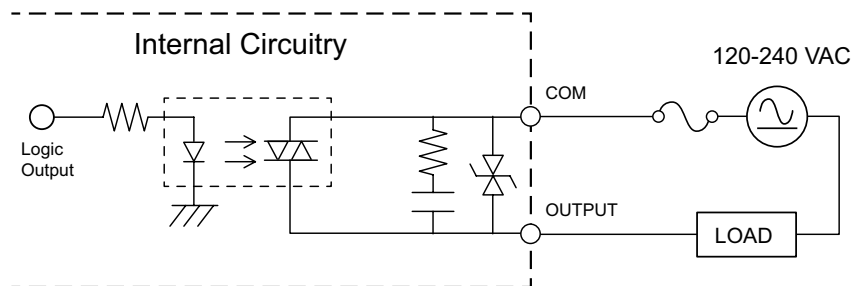 Internal Circuitry
120-240 VAC
COM
Logic
Output
OUTPUT
LOAD